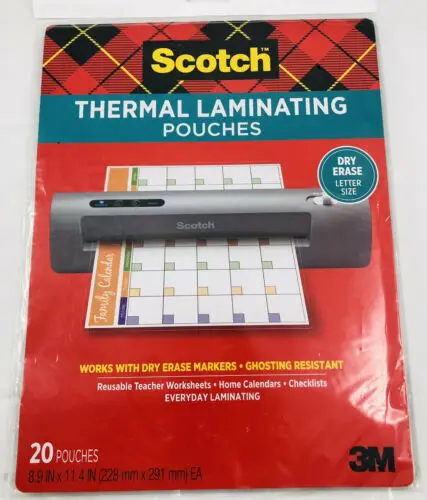 Scotch™
THERMAL LAMINATING
POUCHES
DRY
ERASE
LETTER
SIZE
Scotch
Family Calendar
WORKS WITH DRY ERASE MARKERS • GHOSTING RESISTANT
Reusable Teacher Worksheets • Home Calendars • Checklists
EVERYDAY LAMINATING
20 POUCHES
8.9 IN x 11.4 IN (228 mm x 291 mm) EA
3M